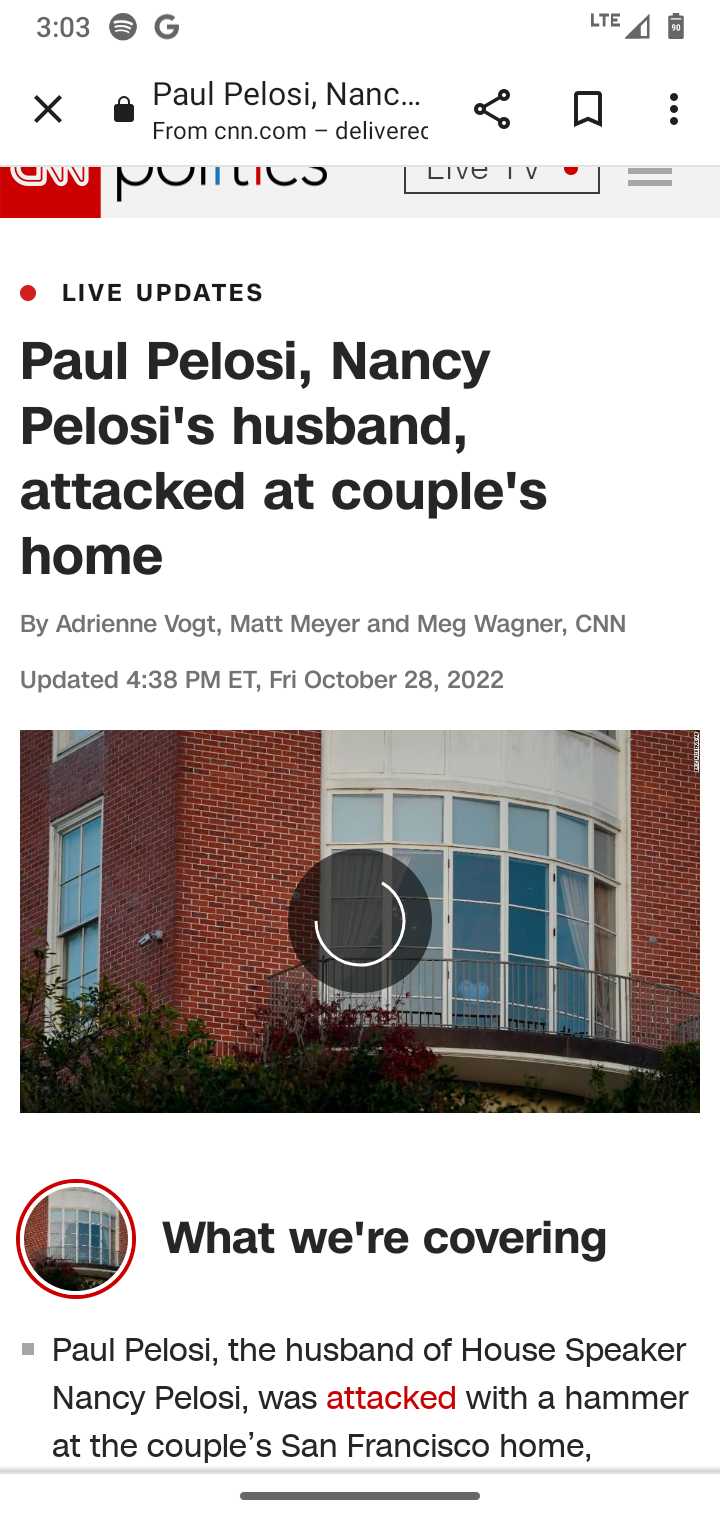 3:03
LTE
90
Paul Pelosi, Nanc...
From cnn.com – delivered
CNN politics
Live TV
LIVE UPDATES
Paul Pelosi, Nancy
Pelosi's husband,
attacked at couple's
home
By Adrienne Vogt, Matt Meyer and Meg Wagner, CNN
Updated 4:38 PM ET, Fri October 28, 2022
What we're covering
Paul Pelosi, the husband of House Speaker
Nancy Pelosi, was attacked with a hammer
at the couple’s San Francisco home,